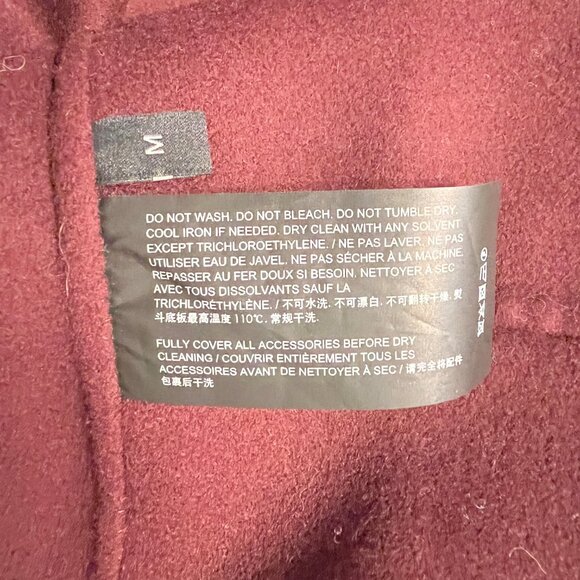 M
DO NOT WASH. DO NOT BLEACH. DO NOT TUMBLE DRY.
COOL IRON IF NEEDED. DRY CLEAN WITH ANY SOLVENT
EXCEPT TRICHLOROETHYLENE. / NE PAS LAVER. NE PAS
UTILISER EAU DE JAVEL. NE PAS SÉCHER À LA MACHINE.
REPASSER AU FER DOUX SI BESOIN. NETTOYER À SEC
AVEC TOUS DISSOLVANTS SAUF LA
TRICHLORÉTHYLÈNE. / 不可水洗. 不可漂白. 不可翻转干燥. 熨
斗底板最高温度 110℃. 常规干洗.
FULLY COVER ALL ACCESSORIES BEFORE DRY
CLEANING / COUVRIR ENTIÈREMENT TOUS LES
ACCESSOIRES AVANT DE NETTOYER À SEC / 请完全将配件
包裹后干洗